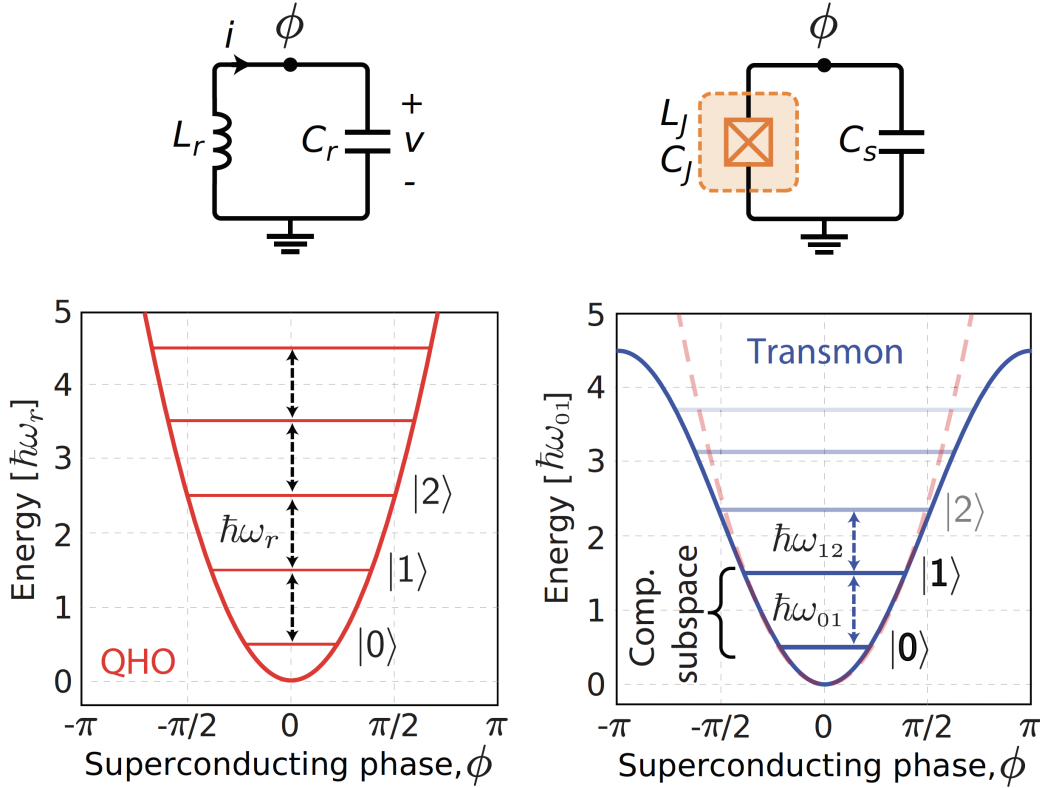 i
ϕ
L_r
C_r
+
v
-
ϕ
L_J
C_J
C_s
5
4
3
2
1
0
Energy [ħω_r]
|2⟩
ħω_r
|1⟩
|0⟩
QHO
-π
-π/2
0
π/2
π
Superconducting phase, ϕ
5
4
3
2
1
0
Energy [ħω_01]
Transmon
|2⟩
ħω_12
|1⟩
ħω_01
|0⟩
Comp.
subspace
-π
-π/2
0
π/2
π
Superconducting phase, ϕ